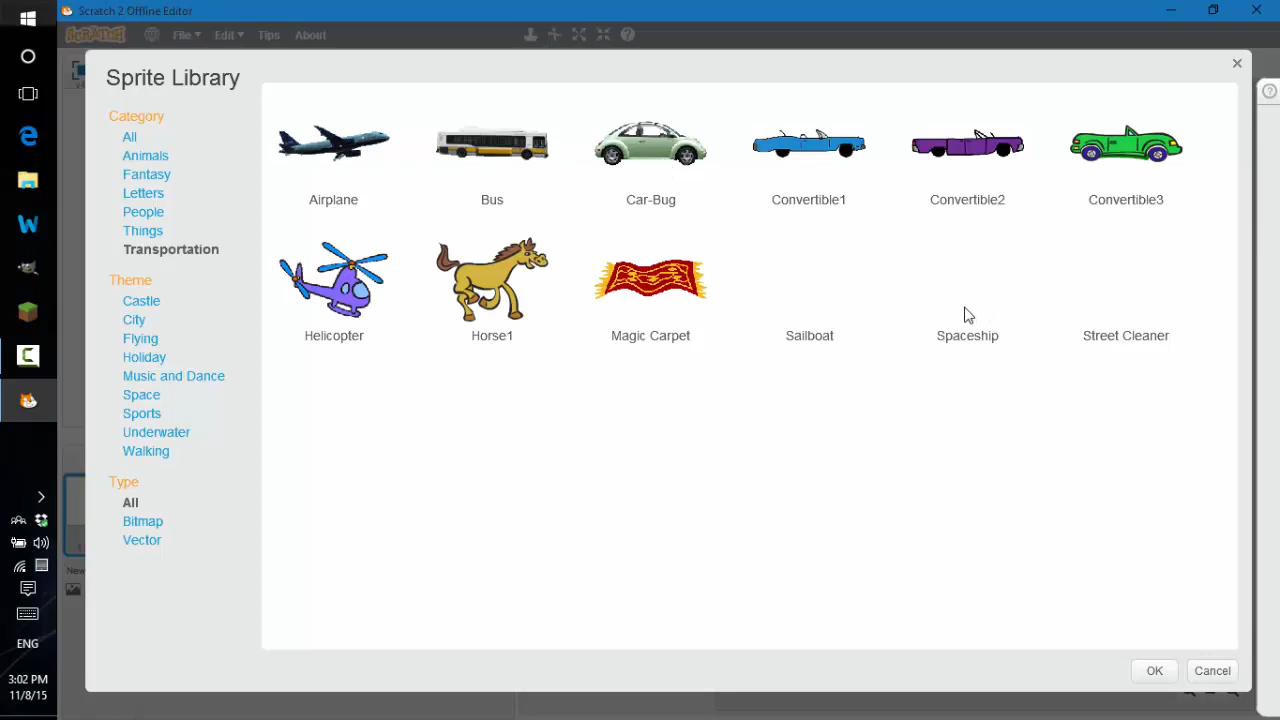 Scratch 2 Offline Editor
SCRATCH File Edit Tips About
Sprite Library
Category
All
Animals
Fantasy
Letters
People
Things
Transportation
Theme
Castle
City
Flying
Holiday
Music and Dance
Space
Sports
Underwater
Walking
Type
All
Bitmap
Vector
Airplane Bus Car-Bug Convertible1 Convertible2 Convertible3
Helicopter Horse1 Magic Carpet Sailboat Spaceship Street Cleaner
OK Cancel
New
ENG
3:02 PM
11/8/15